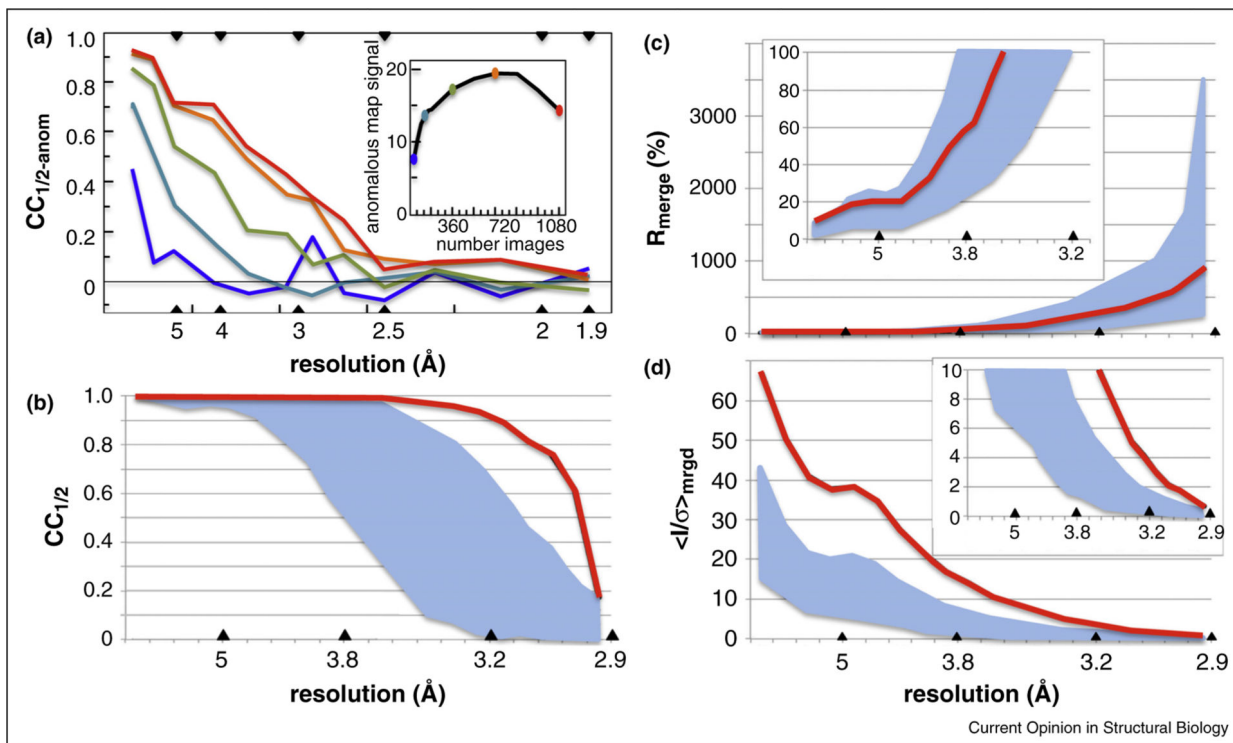 (a)
1.0
0.8
0.6
0.4
0.2
0
CC1/2-anom
5 4 3 2.5 2 1.9
resolution (Å)
anomalous map signal
20
10
0
360 720 1080
number images
(b)
1.0
0.8
0.6
0.4
0.2
0
CC1/2
5 3.8 3.2 2.9
resolution (Å)
(c)
3000
2000
1000
0
Rmerge (%)
100
80
60
40
20
0
5 3.8 3.2
(d)
60
50
40
30
20
10
0
<I/σ>mrgd
10
8
6
4
2
0
5 3.8 3.2 2.9
5 3.8 3.2 2.9
resolution (Å)
Current Opinion in Structural Biology